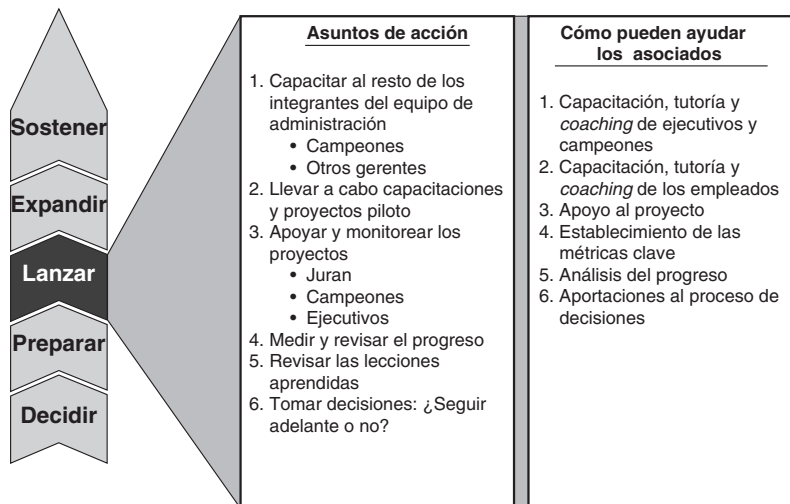 Sostener
Expandir
Lanzar
Preparar
Decidir
Asuntos de acción
1. Capacitar al resto de los
integrantes del equipo de
administración
• Campeones
• Otros gerentes
2. Llevar a cabo capacitaciones
y proyectos piloto
3. Apoyar y monitorear los
proyectos
• Juran
• Campeones
• Ejecutivos
4. Medir y revisar el progreso
5. Revisar las lecciones
aprendidas
6. Tomar decisiones: ¿Seguir
adelante o no?
Cómo pueden ayudar
los asociados
1. Capacitación, tutoría y
coaching de ejecutivos y
campeones
2. Capacitación, tutoría y
coaching de los empleados
3. Apoyo al proyecto
4. Establecimiento de las
métricas clave
5. Análisis del progreso
6. Aportaciones al proceso de
decisiones